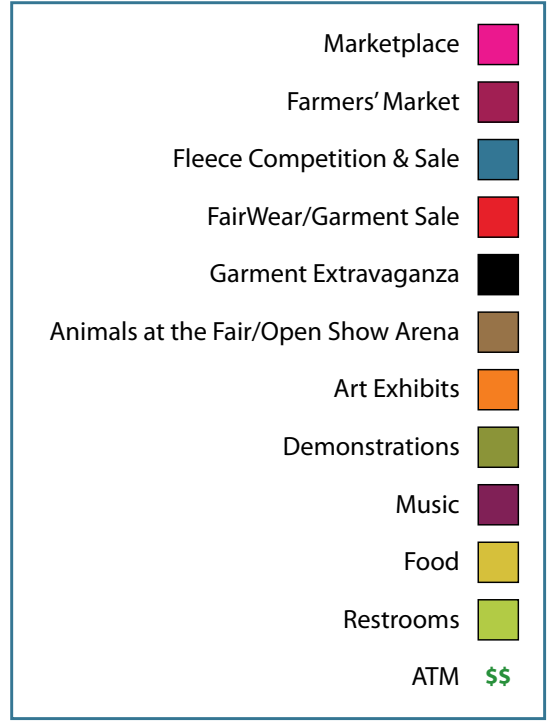 Marketplace
Farmers’ Market
Fleece Competition & Sale
FairWear/Garment Sale
Garment Extravaganza
Animals at the Fair/Open Show Arena
Art Exhibits
Demonstrations
Music
Food
Restrooms
ATM $$